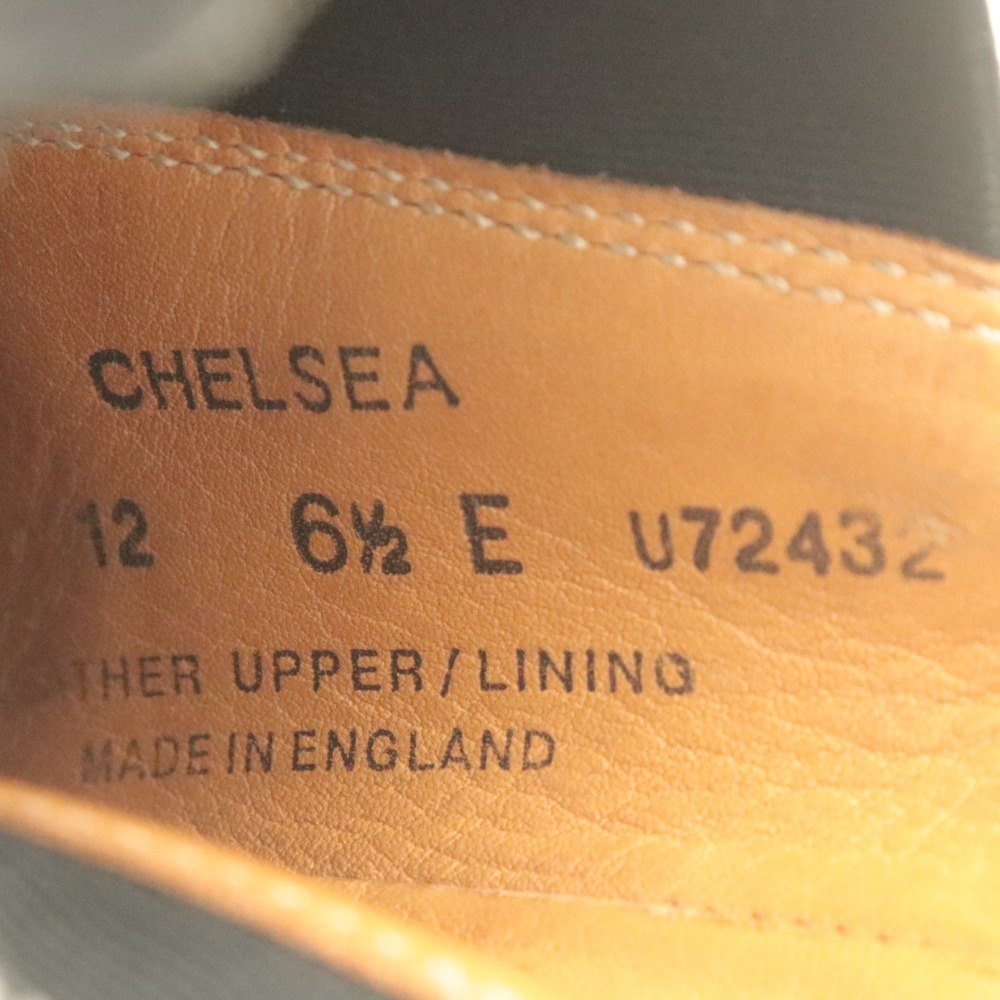 CHELSEA
12 6½ E U72432
THER UPPER/LINING
MADE IN ENGLAND